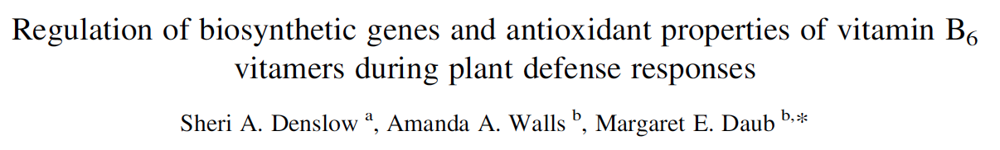 Regulation of biosynthetic genes and antioxidant properties of vitamin B6
vitamers during plant defense responses
Sheri A. Denslow a, Amanda A. Walls b, Margaret E. Daub b,*